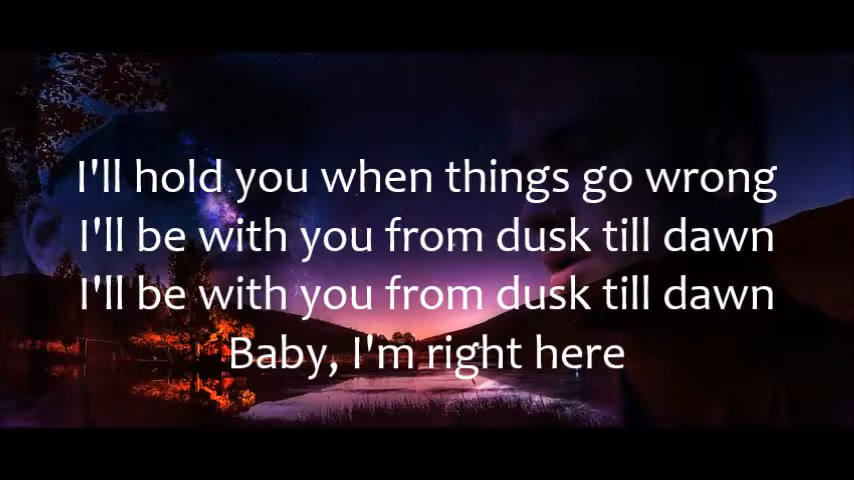 I'll hold you when things go wrong
I'll be with you from dusk till dawn
I'll be with you from dusk till dawn
Baby, I'm right here